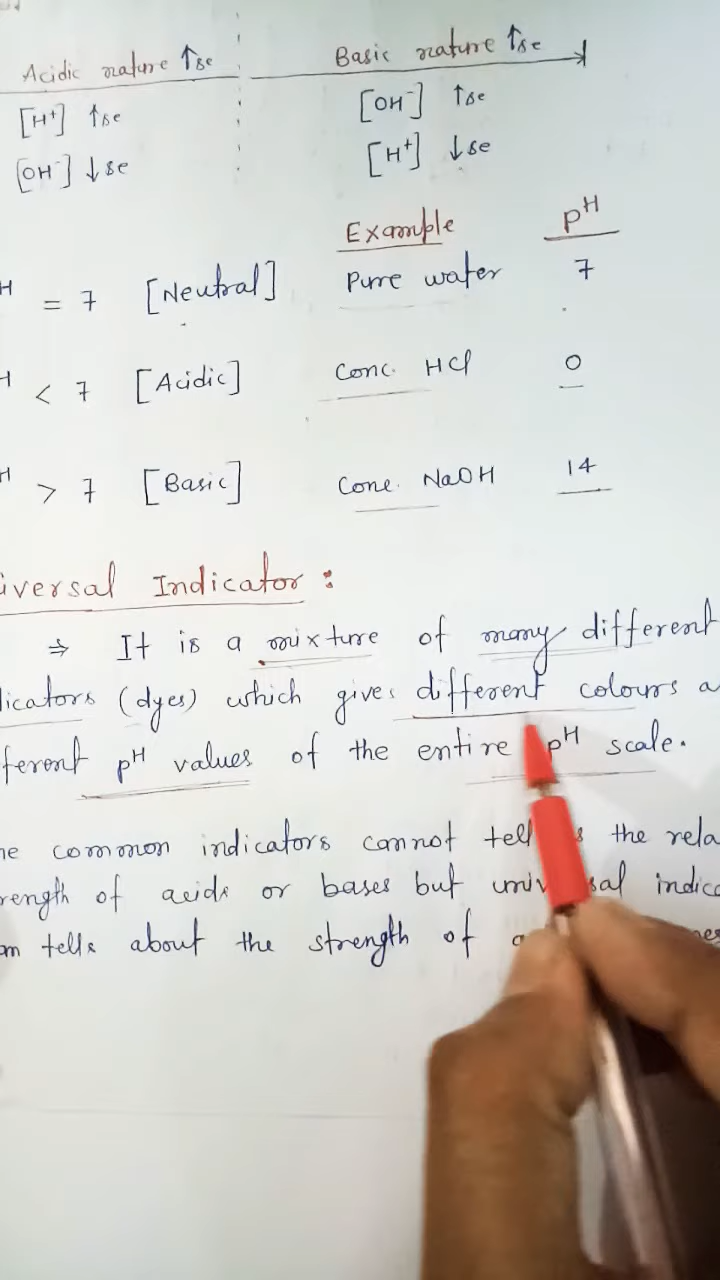 Acidic nature ↑se Basic nature ↑se
[H⁺] ↑se [OH⁻] ↑se
[OH⁻] ↓se [H⁺] ↓se
Example pH
H = 7 [Neutral] Pure water 7
H < 7 [Acidic] Conc. HCl 0
H > 7 [Basic] Conc. NaOH 14
iversal Indicator :
⇒ It is a mixture of many different
licators (dyes) which gives different colours a
ferent pH values of the entire pH scale.
he common indicators cannot tell the rela
rength of acids or bases but indica
m tells about the strength of